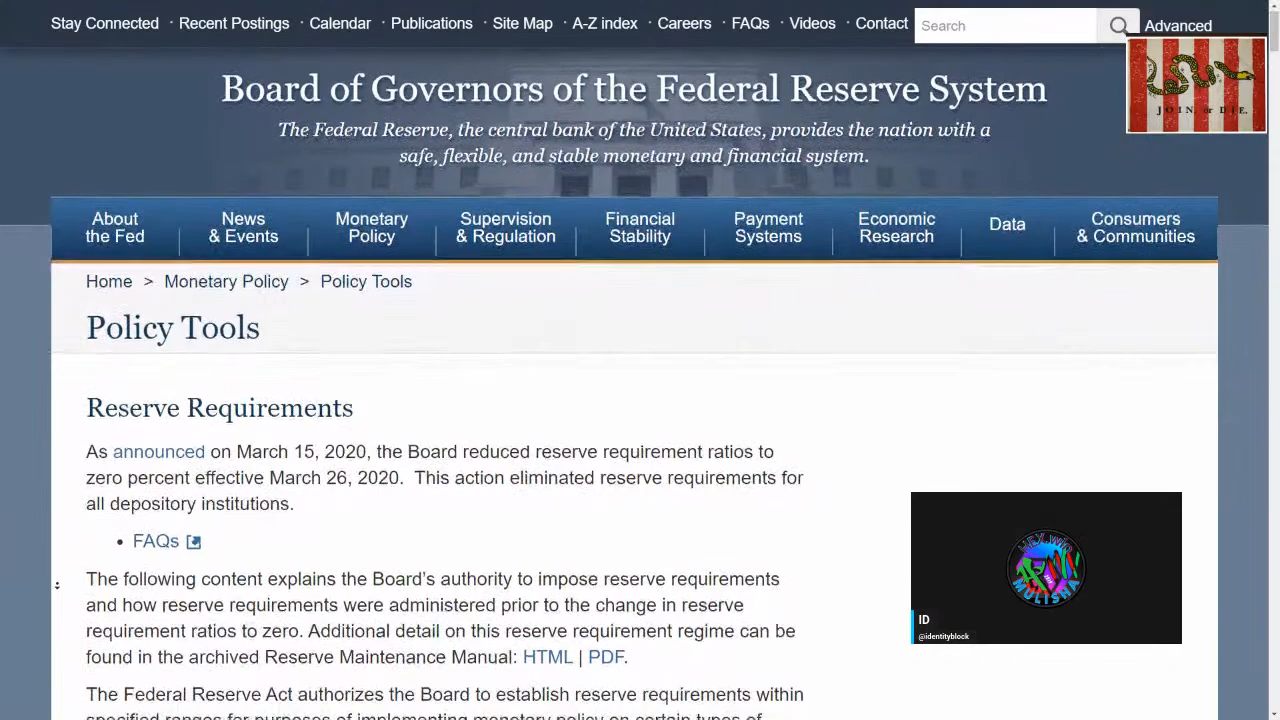 Stay Connected
Recent Postings
Calendar
Publications
Site Map
A-Z index
Careers
FAQs
Videos
Contact
Search
Advanced
JOIN, or DIE.
Board of Governors of the Federal Reserve System
The Federal Reserve, the central bank of the United States, provides the nation with a
safe, flexible, and stable monetary and financial system.
About
the Fed
News
& Events
Monetary
Policy
Supervision
& Regulation
Financial
Stability
Payment
Systems
Economic
Research
Data
Consumers
& Communities
Home > Monetary Policy > Policy Tools
Policy Tools
Reserve Requirements
As announced on March 15, 2020, the Board reduced reserve requirement ratios to
zero percent effective March 26, 2020. This action eliminated reserve requirements for
all depository institutions.
• FAQs
The following content explains the Board's authority to impose reserve requirements
and how reserve requirements were administered prior to the change in reserve
requirement ratios to zero. Additional detail on this reserve requirement regime can be
found in the archived Reserve Maintenance Manual: HTML | PDF.
The Federal Reserve Act authorizes the Board to establish reserve requirements within
specified ranges for purposes of implementing monetary policy on certain types of
HEX.WIN
MULISHA
ID
@identityblock